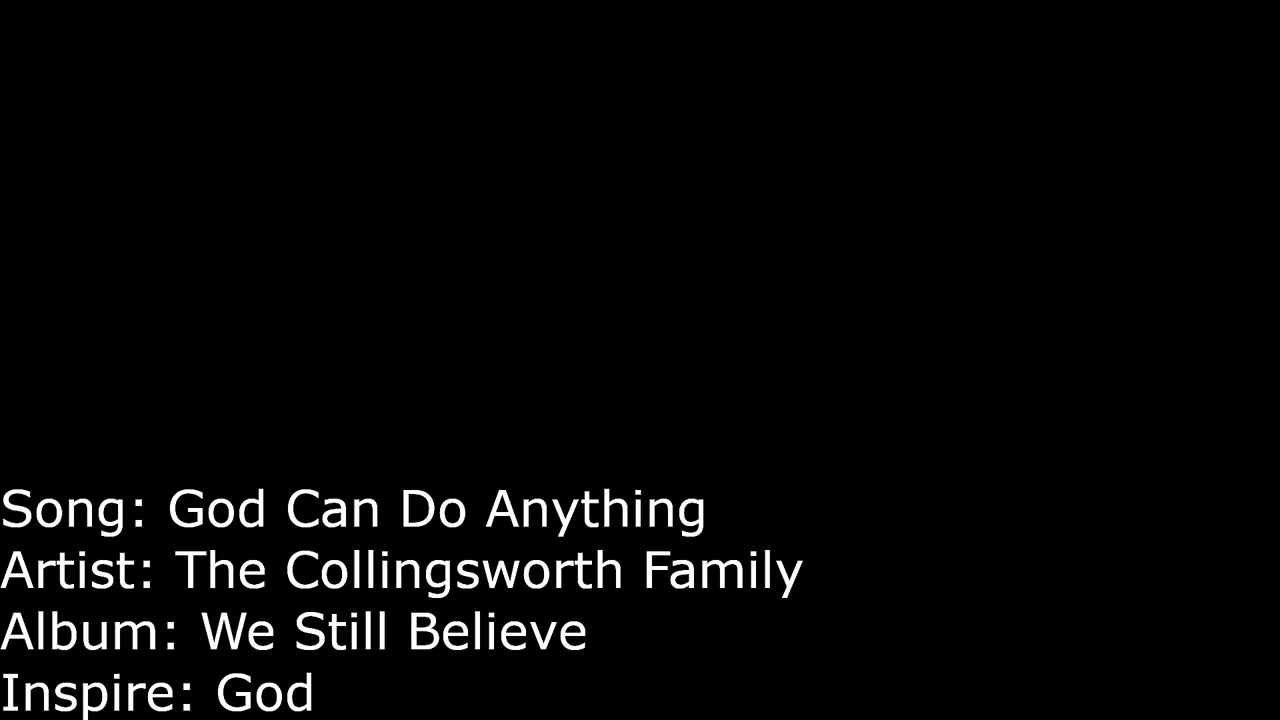 Song: God Can Do Anything
Artist: The Collingsworth Family
Album: We Still Believe
Inspire: God